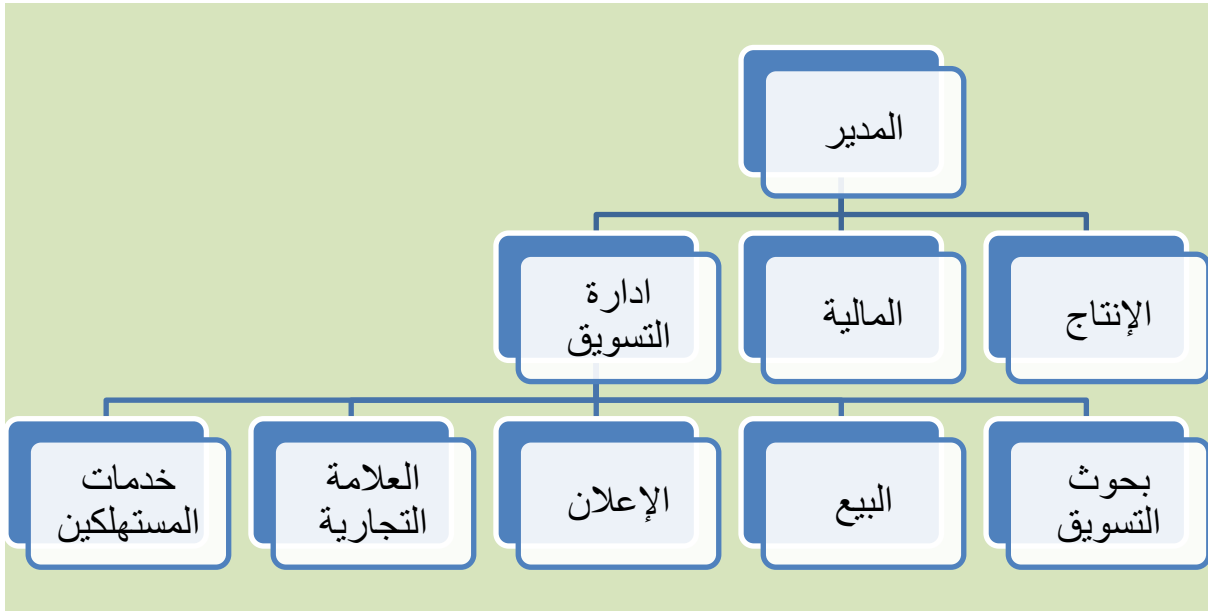 المدير
الإنتاج
المالية
ادارة
التسويق
بحوث
التسويق
البيع
الإعلان
العلامة
التجارية
خدمات
المستهلكين